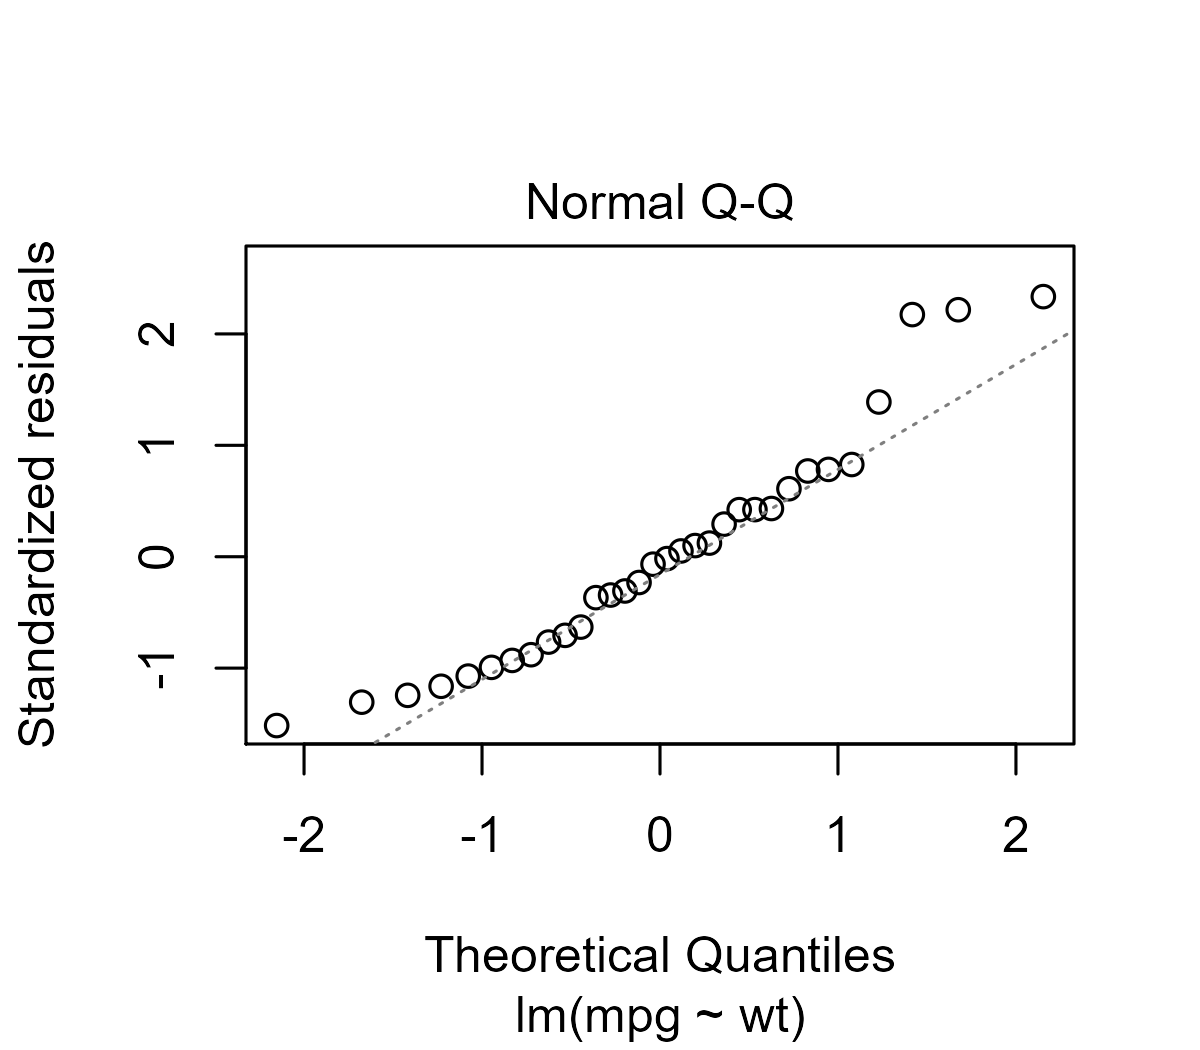 Normal Q-Q
Standardized residuals
2
1
0
-1
-2
-1
0
1
2
Theoretical Quantiles
lm(mpg ~ wt)